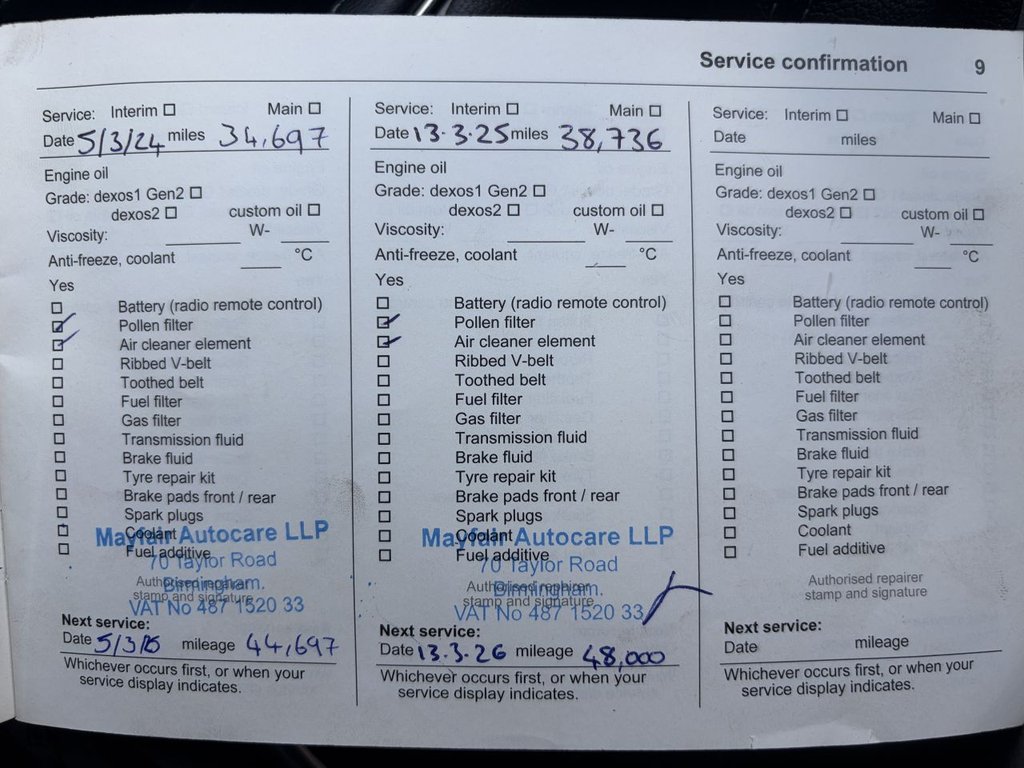 Service confirmation 9
Service: Interim ☐ Main ☐
Date 5/3/24 miles 34,697
Engine oil
Grade: dexos1 Gen2 ☐
dexos2 ☐ custom oil ☐
Viscosity: ______ W- ______
Anti-freeze, coolant ____ °C
Yes
☐ Battery (radio remote control)
☑ Pollen filter
☑ Air cleaner element
☐ Ribbed V-belt
☐ Toothed belt
☐ Fuel filter
☐ Gas filter
☐ Transmission fluid
☐ Brake fluid
☐ Tyre repair kit
☐ Brake pads front / rear
☐ Spark plugs
☐ Coolant
Mayfair Autocare LLP
☐ Fuel additive
70 Taylor Road
Authorised repairer
Birmingham.
stamp and signature
VAT No 487 1520 33
Next service:
Date 5/3/25 mileage 44,697
Whichever occurs first, or when your
service display indicates.
Service: Interim ☐ Main ☐
Date 13.3.25 miles 38,736
Engine oil
Grade: dexos1 Gen2 ☐
dexos2 ☐ custom oil ☐
Viscosity: ______ W- ______
Anti-freeze, coolant ____ °C
Yes
☐ Battery (radio remote control)
☑ Pollen filter
☑ Air cleaner element
☐ Ribbed V-belt
☐ Toothed belt
☐ Fuel filter
☐ Gas filter
☐ Transmission fluid
☐ Brake fluid
☐ Tyre repair kit
☐ Brake pads front / rear
☐ Spark plugs
☐ Coolant
Mayfair Autocare LLP
☐ Fuel additive
70 Taylor Road
Authorised repairer
Birmingham.
stamp and signature
VAT No 487 1520 33
Next service:
Date 13.3.26 mileage 48,000
Whichever occurs first, or when your
service display indicates.
Service: Interim ☐ Main ☐
Date miles
Engine oil
Grade: dexos1 Gen2 ☐
dexos2 ☐ custom oil ☐
Viscosity: ______ W- ______
Anti-freeze, coolant ____ °C
Yes
☐ Battery (radio remote control)
☐ Pollen filter
☐ Air cleaner element
☐ Ribbed V-belt
☐ Toothed belt
☐ Fuel filter
☐ Gas filter
☐ Transmission fluid
☐ Brake fluid
☐ Tyre repair kit
☐ Brake pads front / rear
☐ Spark plugs
☐ Coolant
☐ Fuel additive
Authorised repairer
stamp and signature
Next service:
Date mileage
Whichever occurs first, or when your
service display indicates.